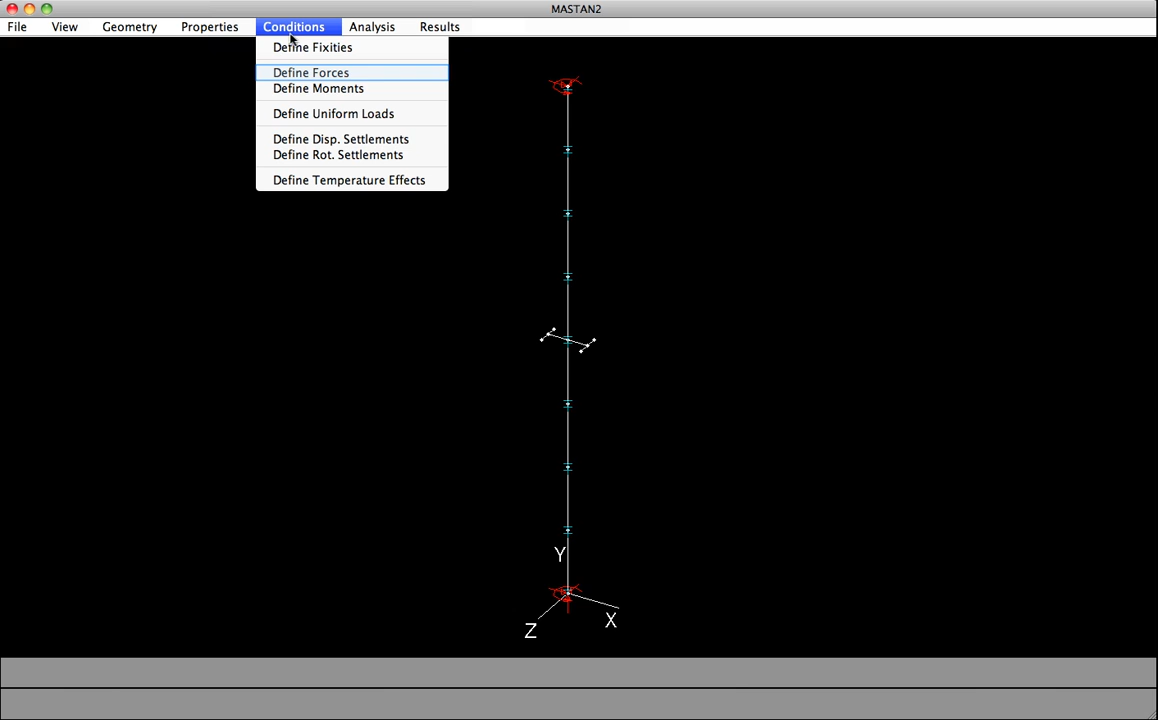 MASTAN2
File View Geometry Properties Conditions Analysis Results
Define Fixities
Define Forces
Define Moments
Define Uniform Loads
Define Disp. Settlements
Define Rot. Settlements
Define Temperature Effects
Y
X
Z